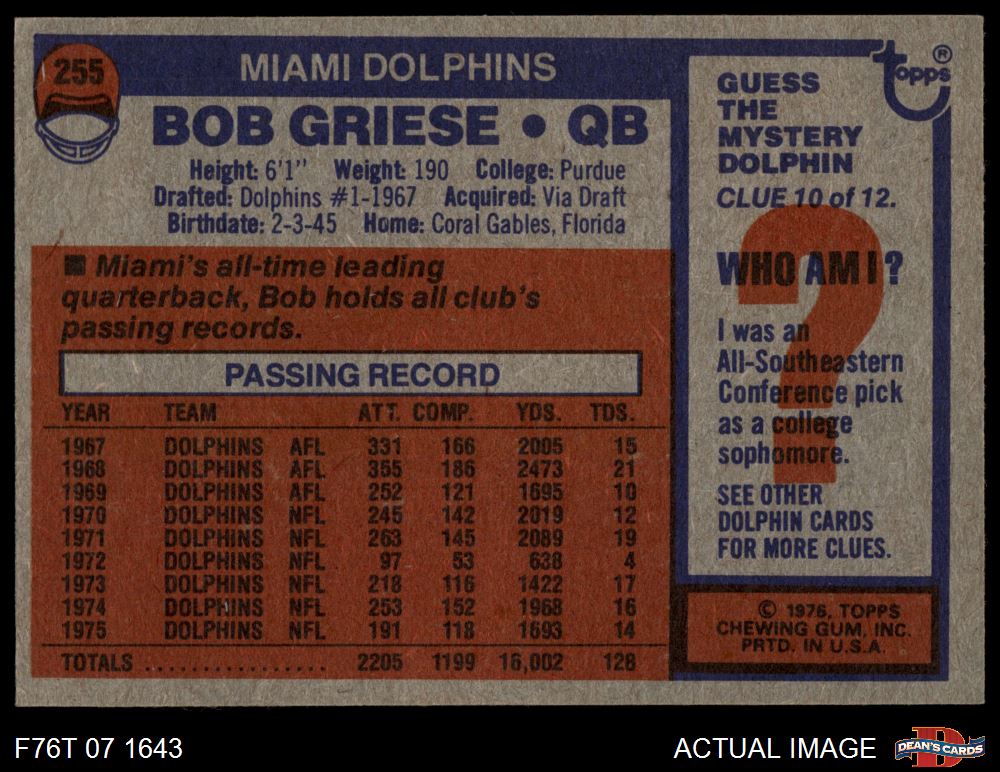 255
MIAMI DOLPHINS
BOB GRIESE • QB
Height: 6'1" Weight: 190 College: Purdue
Drafted: Dolphins #1-1967 Acquired: Via Draft
Birthdate: 2-3-45 Home: Coral Gables, Florida
■ Miami's all-time leading
quarterback, Bob holds all club's
passing records.
PASSING RECORD
YEAR TEAM ATT. COMP. YDS. TDS.
1967 DOLPHINS AFL 331 166 2005 15
1968 DOLPHINS AFL 355 186 2473 21
1969 DOLPHINS AFL 252 121 1695 10
1970 DOLPHINS NFL 245 142 2019 12
1971 DOLPHINS NFL 263 145 2089 19
1972 DOLPHINS NFL 97 53 638 4
1973 DOLPHINS NFL 218 116 1422 17
1974 DOLPHINS NFL 253 152 1968 16
1975 DOLPHINS NFL 191 118 1693 14
TOTALS ................ 2205 1199 16,002 128
topps ®
GUESS
THE
MYSTERY
DOLPHIN
CLUE 10 of 12.
?
WHO AM I?
I was an
All-Southeastern
Conference pick
as a college
sophomore.
SEE OTHER
DOLPHIN CARDS
FOR MORE CLUES.
© 1976, TOPPS
CHEWING GUM, INC.
PRTD. IN U.S.A.
F76T 07 1643
ACTUAL IMAGE
D
DEAN'S CARDS